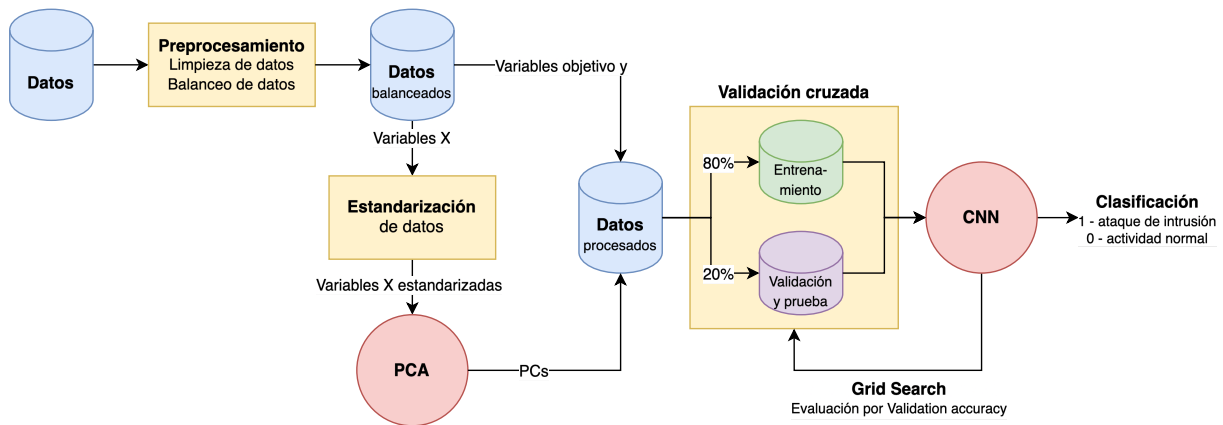 Datos
Preprocesamiento
Limpieza de datos
Balanceo de datos
Datos
balanceados
Variables objetivo y
Variables X
Estandarización
de datos
Variables X estandarizadas
PCA
PCs
Datos
procesados
Validación cruzada
80%
Entrena-
miento
20%
Validación
y prueba
CNN
Clasificación
1 - ataque de intrusión
0 - actividad normal
Grid Search
Evaluación por Validation accuracy